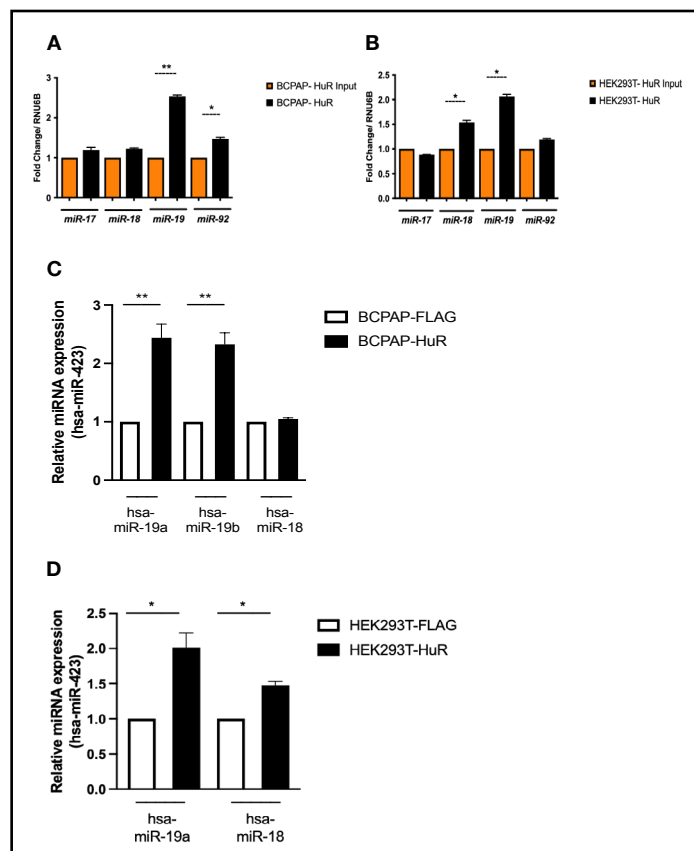 A
**
*
3
2
1
0
Fold Change/ RNU6B
miR-17 miR-18 miR-19 miR-92
BCPAP- HuR Input
BCPAP- HuR
B
*
*
2.5
2.0
1.5
1.0
0.5
0.0
Fold Change/ RNU6B
miR-17 miR-18 miR-19 miR-92
HEK293T- HuR Input
HEK293T- HuR
C
** **
3
2
1
0
Relative miRNA expression
(hsa-miR-423)
hsa- hsa- hsa-
miR-19a miR-19b miR-18
BCPAP-FLAG
BCPAP-HuR
D
* *
2.5
2.0
1.5
1.0
0.5
0.0
Relative miRNA expression
(hsa-miR-423)
hsa- hsa-
miR-19a miR-18
HEK293T-FLAG
HEK293T-HuR